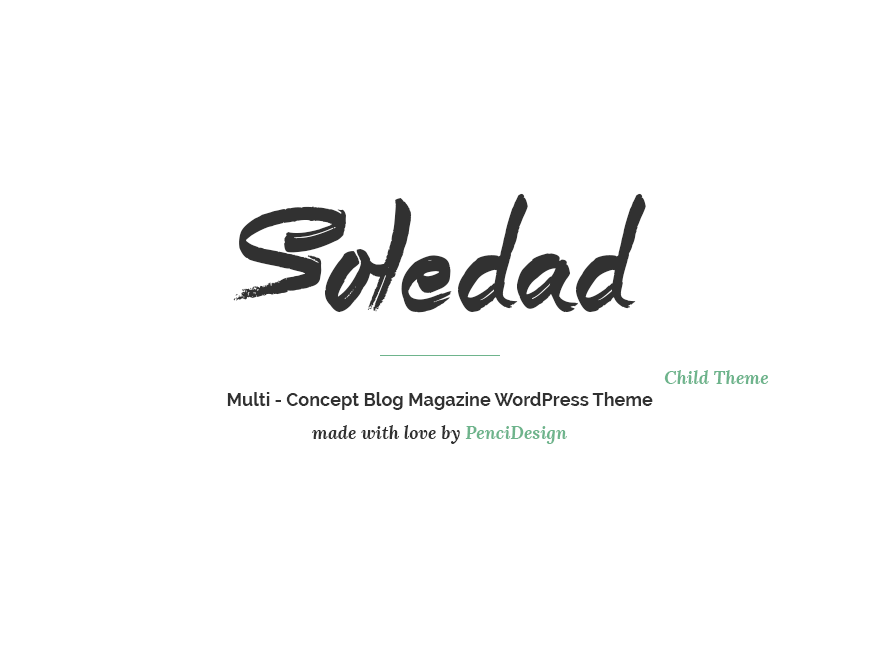 Soledad
Child Theme
Multi - Concept Blog Magazine WordPress Theme
made with love by PenciDesign